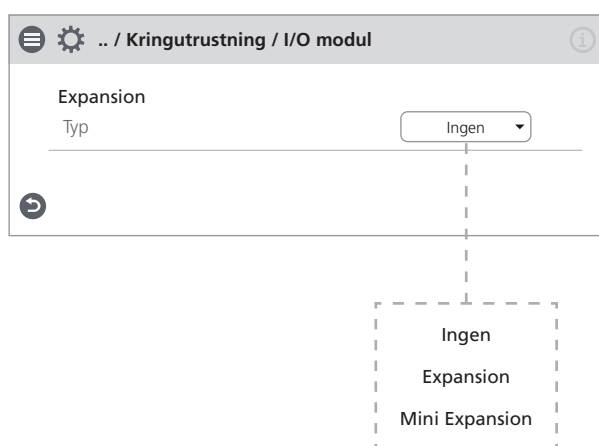 .. / Kringutrustning / I/O modul
Expansion
Typ Ingen
Ingen
Expansion
Mini Expansion